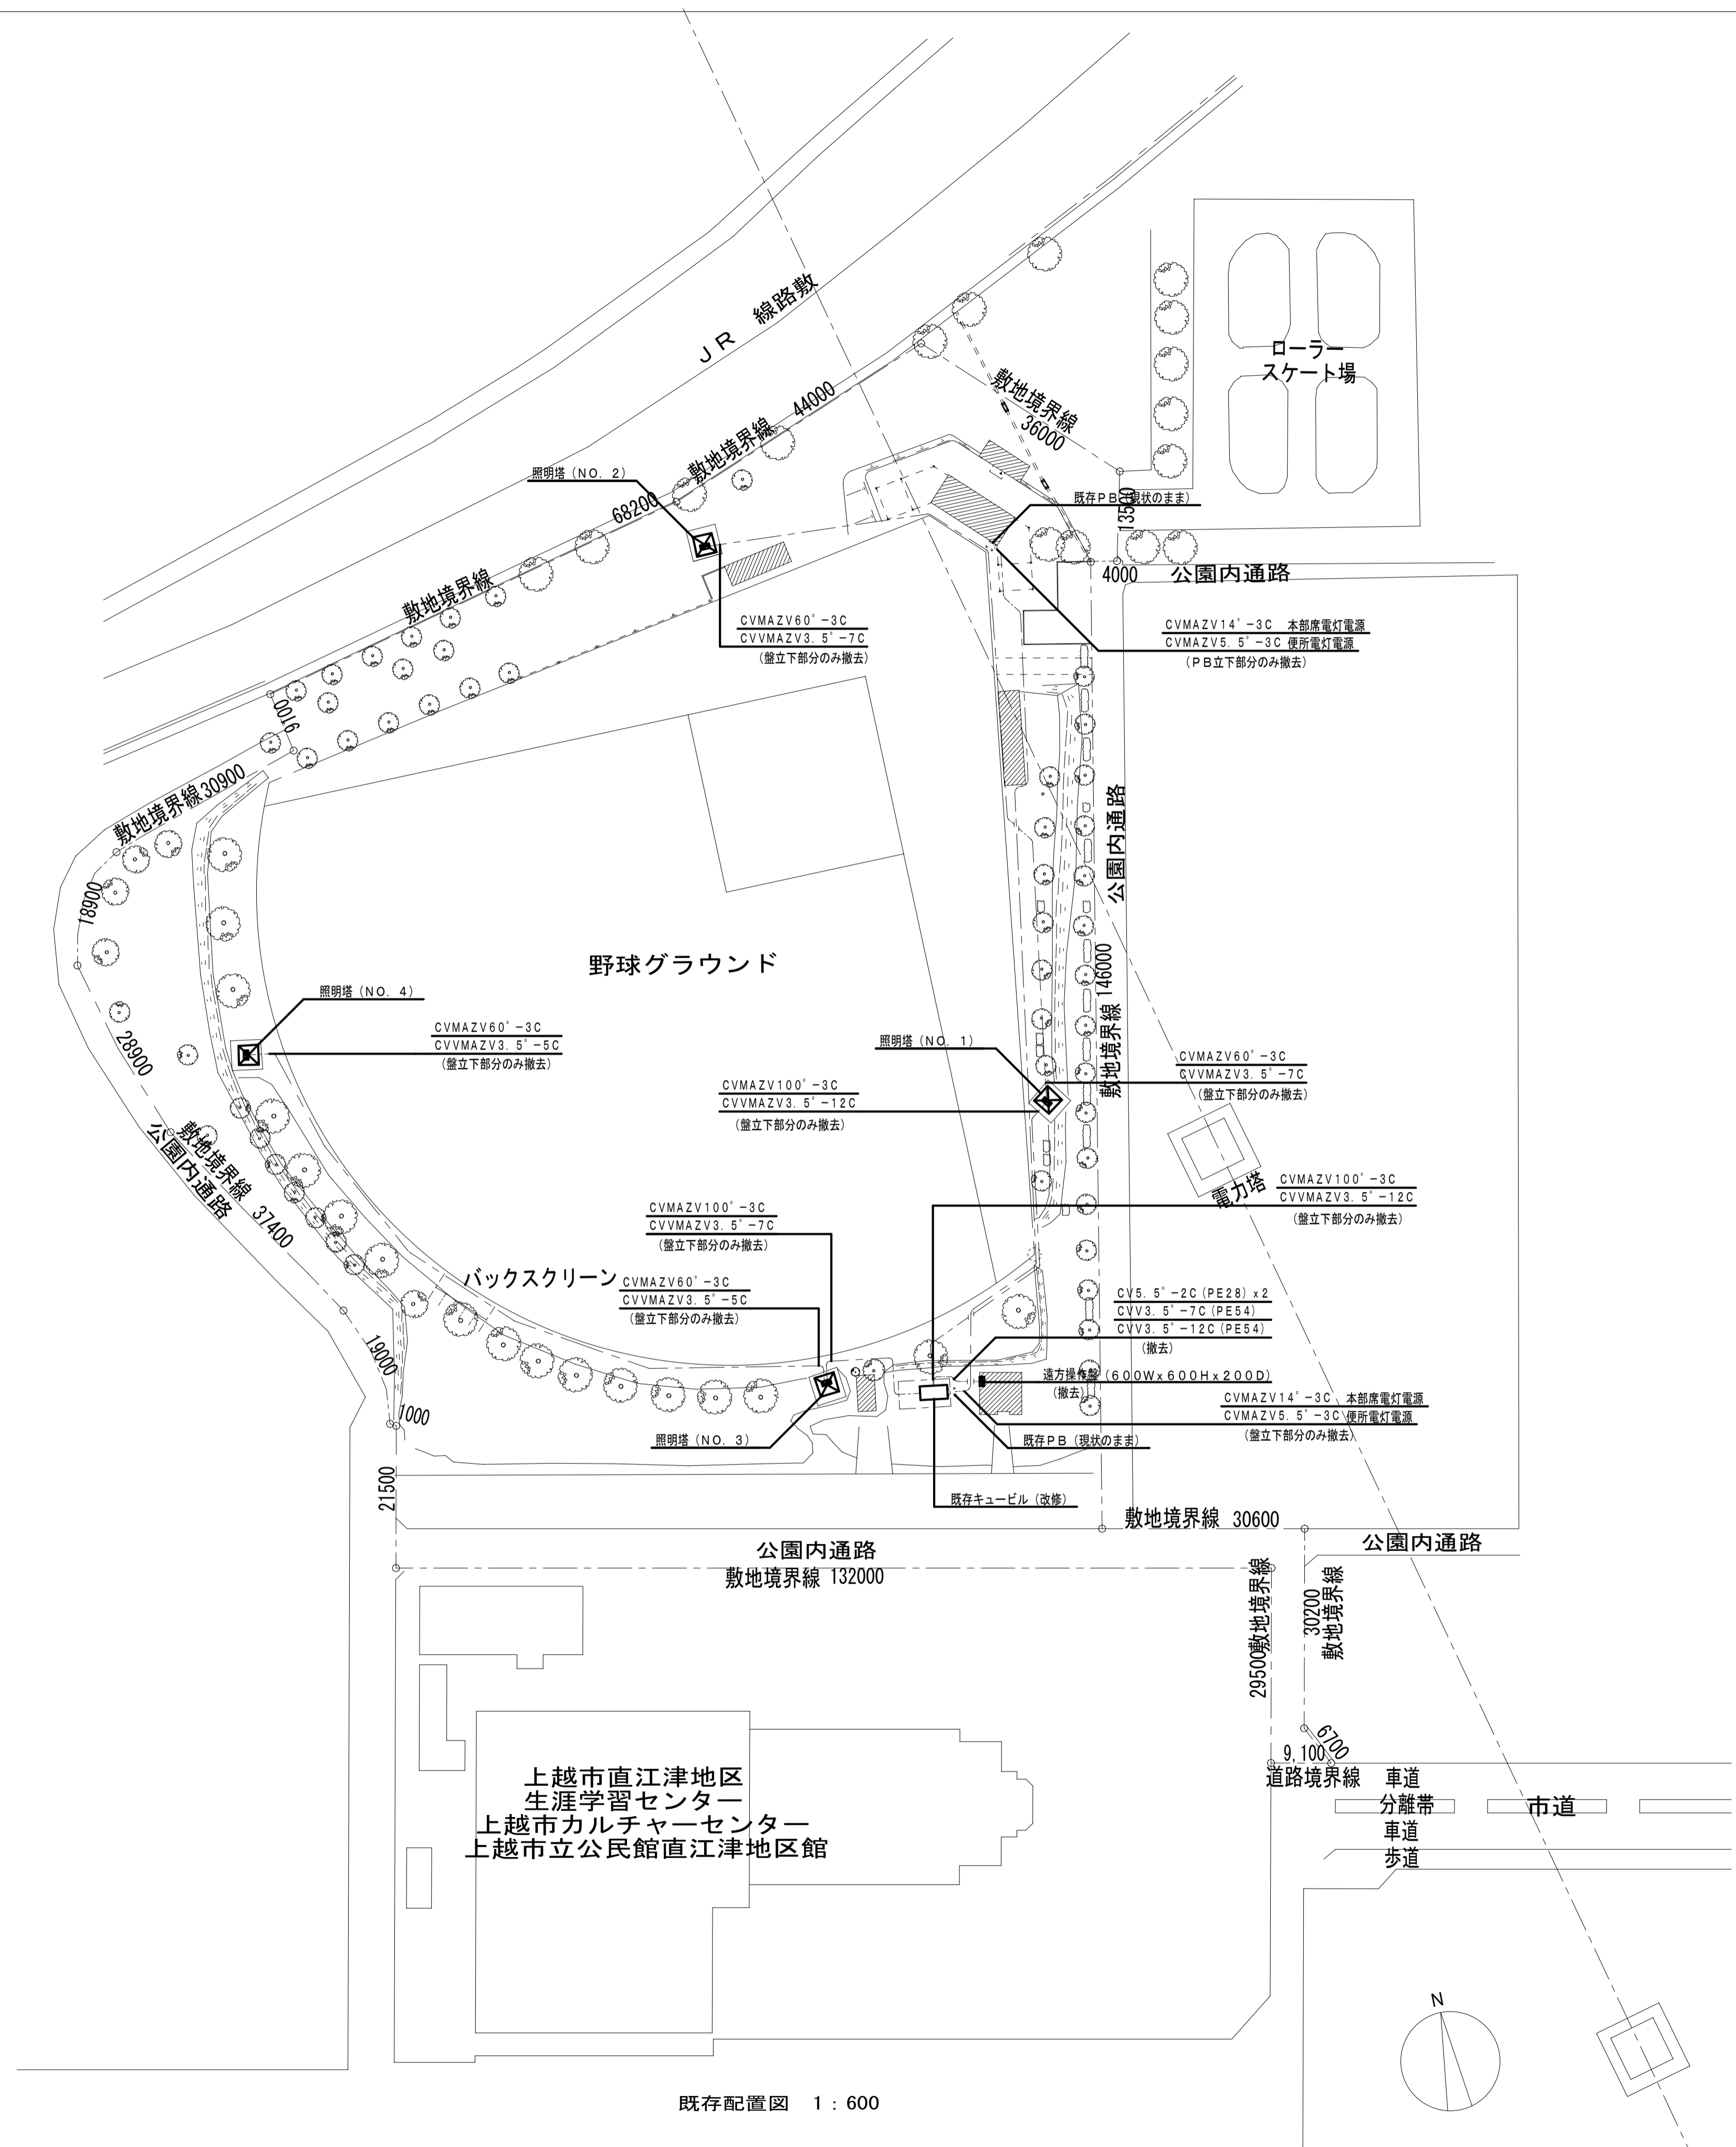 JR 線路敷
ローラー
スケート場
敷地境界線
36000
敷地境界線 44000
照明塔（NO．2）
68200
既存PB（現状のまま）
13500
4000
公園内通路
敷地境界線
CVMAZV60°-3C
CVVMAZV3．5°-7C
（盤立下部分のみ撤去）
CVMAZV14°-3C 本部席電灯電源
CVMAZV5．5°-3C 便所電灯電源
（PB立下部分のみ撤去）
9100
敷地境界線 30900
公園内通路
18900
野球グラウンド
敷地境界線 146000
照明塔（NO．4）
CVMAZV60°-3C
CVVMAZV3．5°-5C
（盤立下部分のみ撤去）
28900
照明塔（NO．1）
CVMAZV60°-3C
CVVMAZV3．5°-7C
（盤立下部分のみ撤去）
CVMAZV100°-3C
CVVMAZV3．5°-12C
（盤立下部分のみ撤去）
敷地境界線 37400
公園内通路
電力塔
CVMAZV100°-3C
CVVMAZV3．5°-12C
（盤立下部分のみ撤去）
CVMAZV100°-3C
CVVMAZV3．5°-7C
（盤立下部分のみ撤去）
バックスクリーン
CVMAZV60°-3C
CVVMAZV3．5°-5C
（盤立下部分のみ撤去）
CV5．5°-2C(PE28)x2
CVV3．5°-7C(PE54)
CVV3．5°-12C(PE54)
（撤去）
19000
遠方操作盤（600Wx600Hx200D）
（撤去）
CVMAZV14°-3C 本部席電灯電源
CVMAZV5．5°-3C 便所電灯電源
（盤立下部分のみ撤去）
1000
照明塔（NO．3）
既存PB（現状のまま）
21500
既存キュービル（改修）
敷地境界線 30600
公園内通路
公園内通路
敷地境界線 132000
29500敷地境界線
30200
敷地境界線
6700
9,100
道路境界線
車道
分離帯
市道
車道
歩道
上越市直江津地区
生涯学習センター
上越市カルチャーセンター
上越市立公民館直江津地区館
N
既存配置図 1：600